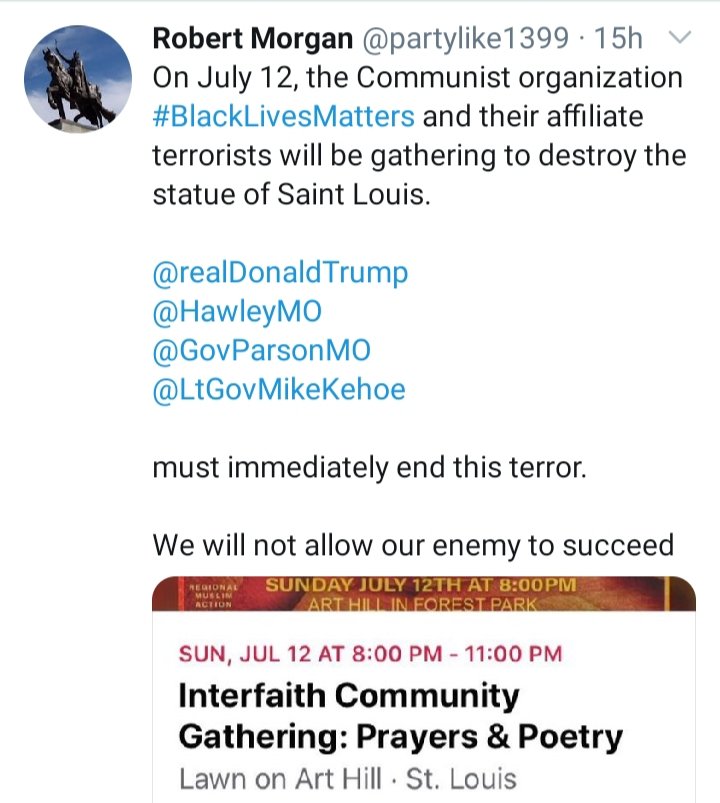 Robert Morgan @partylike1399 · 15h
On July 12, the Communist organization
#BlackLivesMatters and their affiliate
terrorists will be gathering to destroy the
statue of Saint Louis.
@realDonaldTrump
@HawleyMO
@GovParsonMO
@LtGovMikeKehoe
must immediately end this terror.
We will not allow our enemy to succeed
REGIONAL
MUSLIM
ACTION
SUNDAY JULY 12TH AT 8:00PM
ART HILL IN FOREST PARK
SUN, JUL 12 AT 8:00 PM - 11:00 PM
Interfaith Community
Gathering: Prayers & Poetry
Lawn on Art Hill · St. Louis